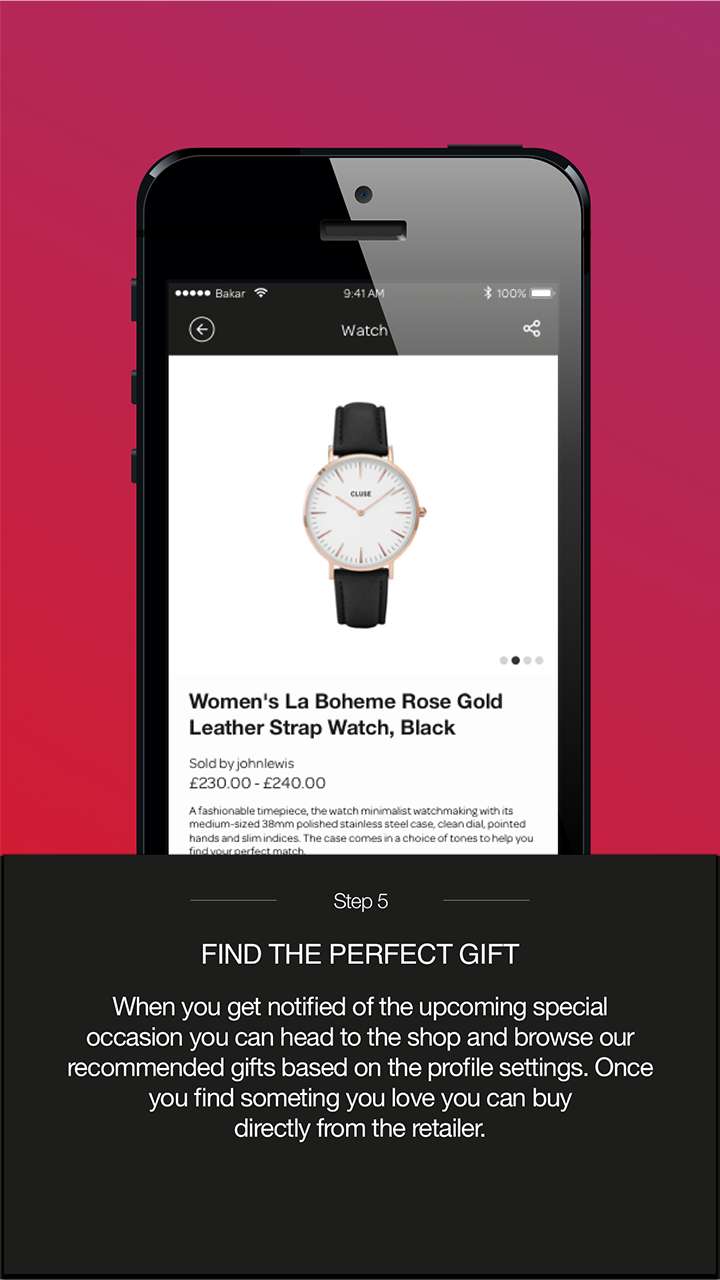 Bakar 9:41 AM 100%
Watch
CLUSE
Women's La Boheme Rose Gold
Leather Strap Watch, Black
Sold by johnlewis
£230.00 - £240.00
A fashionable timepiece, the watch minimalist watchmaking with its
medium-sized 38mm polished stainless steel case, clean dial, pointed
hands and slim indices. The case comes in a choice of tones to help you
find your perfect match.
Step 5
FIND THE PERFECT GIFT
When you get notified of the upcoming special
occasion you can head to the shop and browse our
recommended gifts based on the profile settings. Once
you find someting you love you can buy
directly from the retailer.